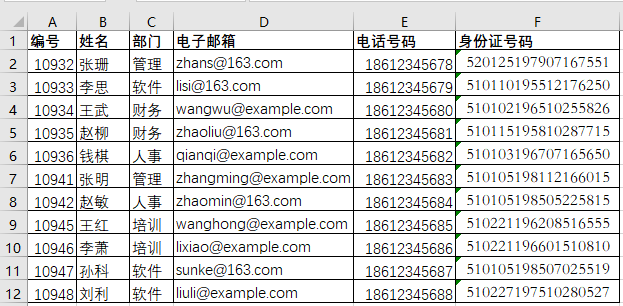 A B C D E F
1 编号 姓名 部门 电子邮箱 电话号码 身份证号码
2 10932 张珊 管理 zhans@163.com 18612345678 520125197907167551
3 10933 李思 软件 lisi@163.com 18612345679 510110195512176250
4 10934 王武 财务 wangwu@example.com 18612345680 510102196510255826
5 10935 赵柳 财务 zhaoliu@163.com 18612345681 510115195810287715
6 10936 钱棋 人事 qianqi@example.com 18612345682 510103196707165650
7 10941 张明 管理 zhangming@example.com 18612345683 510105198112166015
8 10942 赵敏 人事 zhaomin@163.com 18612345684 510105198505225815
9 10945 王红 培训 wanghong@example.com 18612345685 510221196208516555
10 10946 李萧 培训 lixiao@example.com 18612345686 510221196601510810
11 10947 孙科 软件 sunke@163.com 18612345687 510105198507025519
12 10948 刘利 软件 liuli@example.com 18612345688 510227197510280527